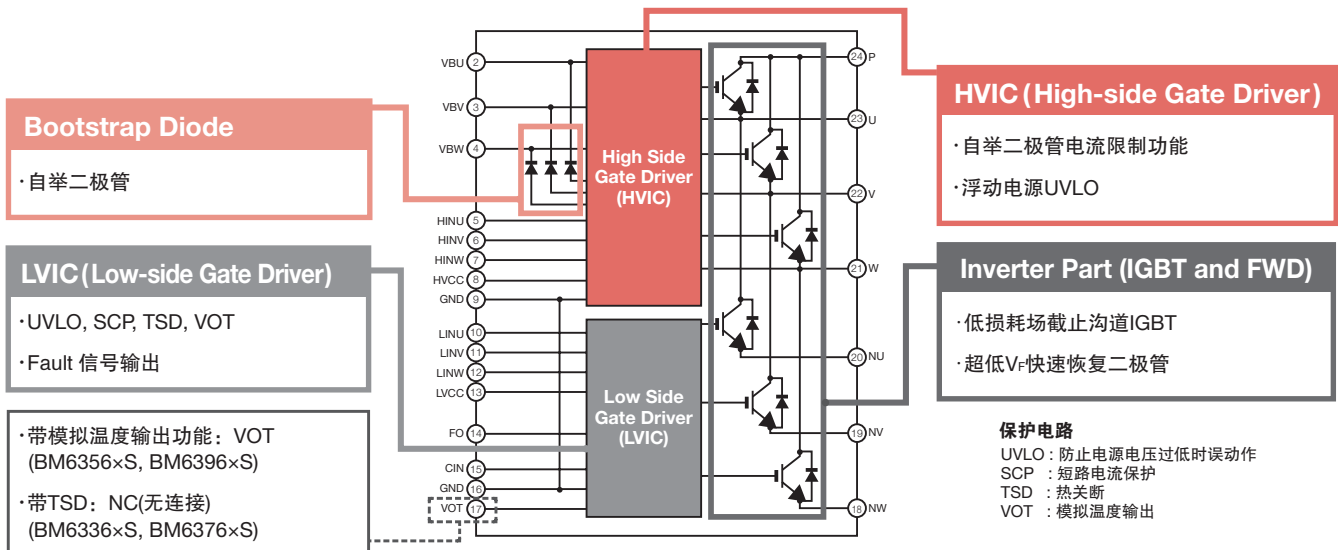 Bootstrap Diode
·自举二极管
LVIC(Low-side Gate Driver)
·UVLO, SCP, TSD, VOT
·Fault 信号输出
·带模拟温度输出功能：VOT
(BM6356×S, BM6396×S)
·带TSD：NC(无连接)
(BM6336×S, BM6376×S)
VBU 2
VBV 3
VBW 4
HINU 5
HINV 6
HINW 7
HVCC 8
GND 9
LINU 10
LINV 11
LINW 12
LVCC 13
FO 14
CIN 15
GND 16
VOT 17
High Side
Gate Driver
(HVIC)
Low Side
Gate Driver
(LVIC)
24 P
23 U
22 V
21 W
20 NU
19 NV
18 NW
HVIC(High-side Gate Driver)
·自举二极管电流限制功能
·浮动电源UVLO
Inverter Part (IGBT and FWD)
·低损耗场截止沟道IGBT
·超低VF快速恢复二极管
保护电路
UVLO：防止电源电压过低时误动作
SCP ：短路电流保护
TSD ：热关断
VOT ：模拟温度输出